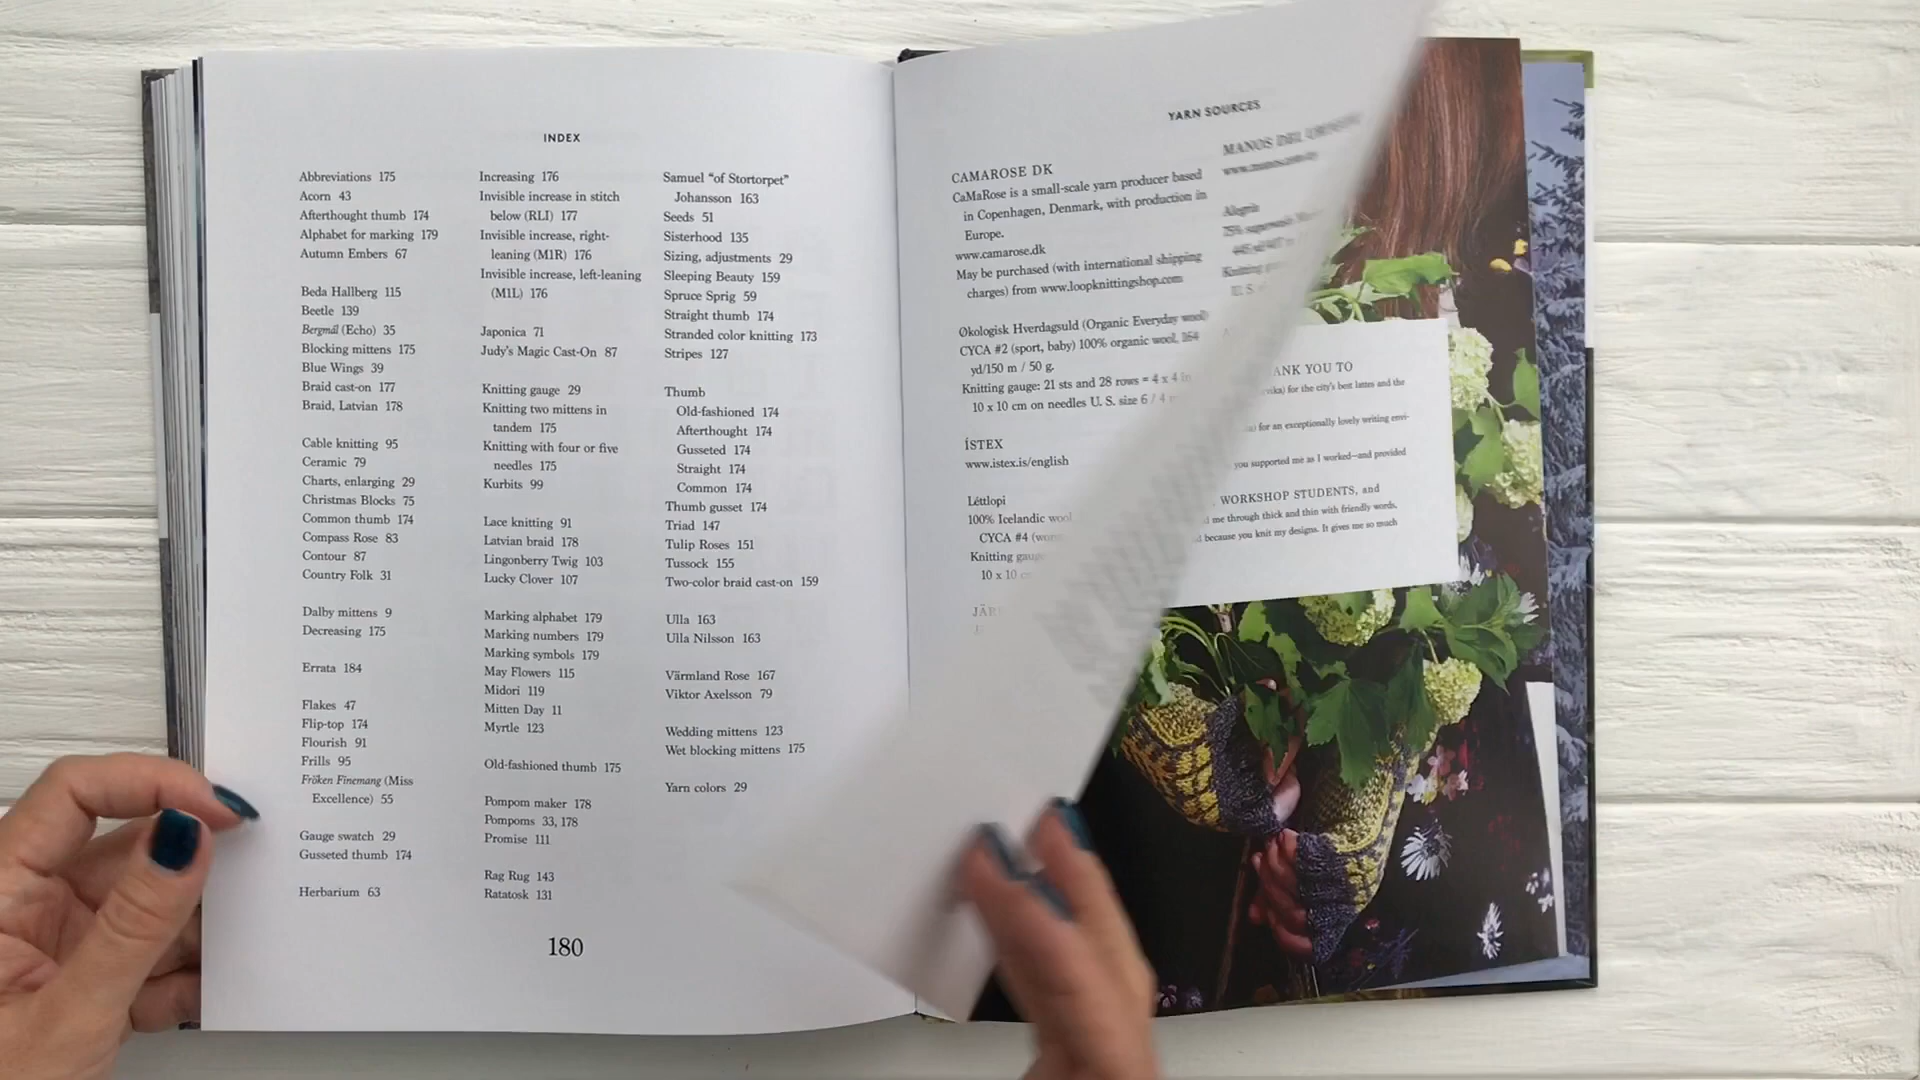 INDEX
Abbreviations 175
Acorn 43
Afterthought thumb 174
Alphabet for marking 179
Autumn Embers 67
Beda Hallberg 115
Beetle 139
Bergmål (Echo) 35
Blocking mittens 175
Blue Wings 39
Braid cast-on 177
Braid, Latvian 178
Cable knitting 95
Ceramic 79
Charts, enlarging 29
Christmas Blocks 75
Common thumb 174
Compass Rose 83
Contour 87
Country Folk 31
Dalby mittens 9
Decreasing 175
Errata 184
Flakes 47
Flip-top 174
Flourish 91
Frills 95
Fröken Finemang (Miss
Excellence) 55
Gauge swatch 29
Gusseted thumb 174
Herbarium 63
Increasing 176
Invisible increase in stitch
below (RLI) 177
Invisible increase, right-
leaning (M1R) 176
Invisible increase, left-leaning
(M1L) 176
Japonica 71
Judy's Magic Cast-On 87
Knitting gauge 29
Knitting two mittens in
tandem 175
Knitting with four or five
needles 175
Kurbits 99
Lace knitting 91
Latvian braid 178
Lingonberry Twig 103
Lucky Clover 107
Marking alphabet 179
Marking numbers 179
Marking symbols 179
May Flowers 115
Midori 119
Mitten Day 11
Myrtle 123
Old-fashioned thumb 175
Pompom maker 178
Pompoms 33, 178
Promise 111
Rag Rug 143
Ratatosk 131
Samuel "of Stortorpet"
Johansson 163
Seeds 51
Sisterhood 135
Sizing, adjustments 29
Sleeping Beauty 159
Spruce Sprig 59
Straight thumb 174
Stranded color knitting 173
Stripes 127
Thumb
Old-fashioned 174
Afterthought 174
Gusseted 174
Straight 174
Common 174
Thumb gusset 174
Triad 147
Tulip Roses 151
Tussock 155
Two-color braid cast-on 159
Ulla 163
Ulla Nilsson 163
Värmland Rose 167
Viktor Axelsson 79
Wedding mittens 123
Wet blocking mittens 175
Yarn colors 29
180
YARN SOURCES
CAMAROSE DK
CaMaRose is a small-scale yarn producer based
in Copenhagen, Denmark, with production in
Europe.
www.camarose.dk
May be purchased (with international shipping
charges) from www.loopknittingshop.com
Økologisk Hverdagsuld (Organic Everyday wool)
CYCA #2 (sport, baby) 100% organic wool, 164
yd/150 m / 50 g.
Knitting gauge: 21 sts and 28 rows = 4 x 4 in
10 x 10 cm on needles U. S. size 6 / 4
ÍSTEX
www.istex.is/english
Léttlopi
100% Icelandic wool
CYCA #4
Knitting gauge
10 x 10
MANOS DEL
Alegría
75% superwash
Knitting
U. S.
ANK YOU TO
for the city's best lattes and the
for an exceptionally lovely writing envi-
you supported me as I worked—and provided
WORKSHOP STUDENTS, and
me through thick and thin with friendly words,
because you knit my designs. It gives me so much